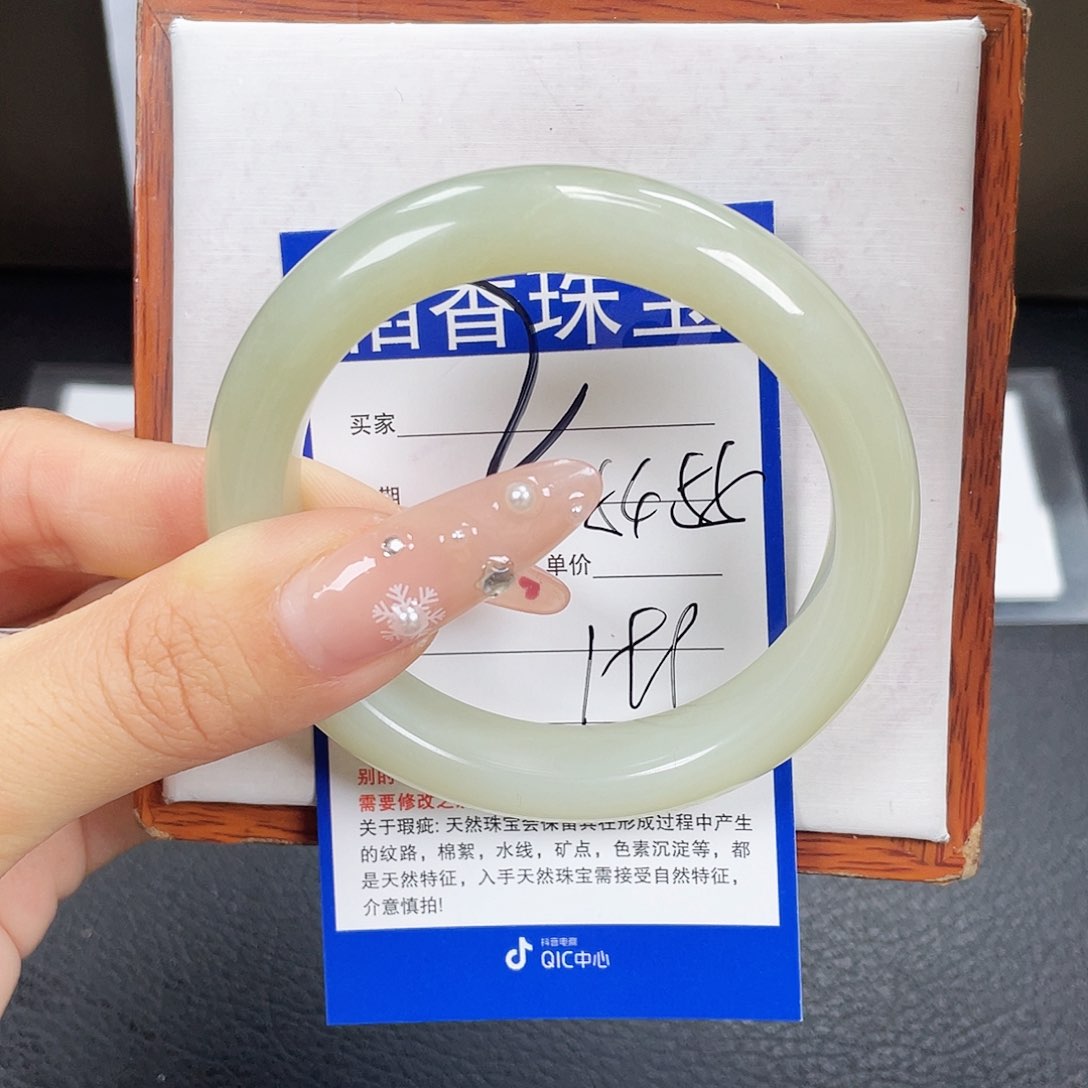 香珠宝
买家
期
单价
别的
需要修改之
关于瑕疵: 天然珠宝会保留其在形成过程中产生
的纹路，棉絮，水线，矿点，色素沉淀等，都
是天然特征，入手天然珠宝需接受自然特征，
介意慎拍!
抖音电商
QIC中心